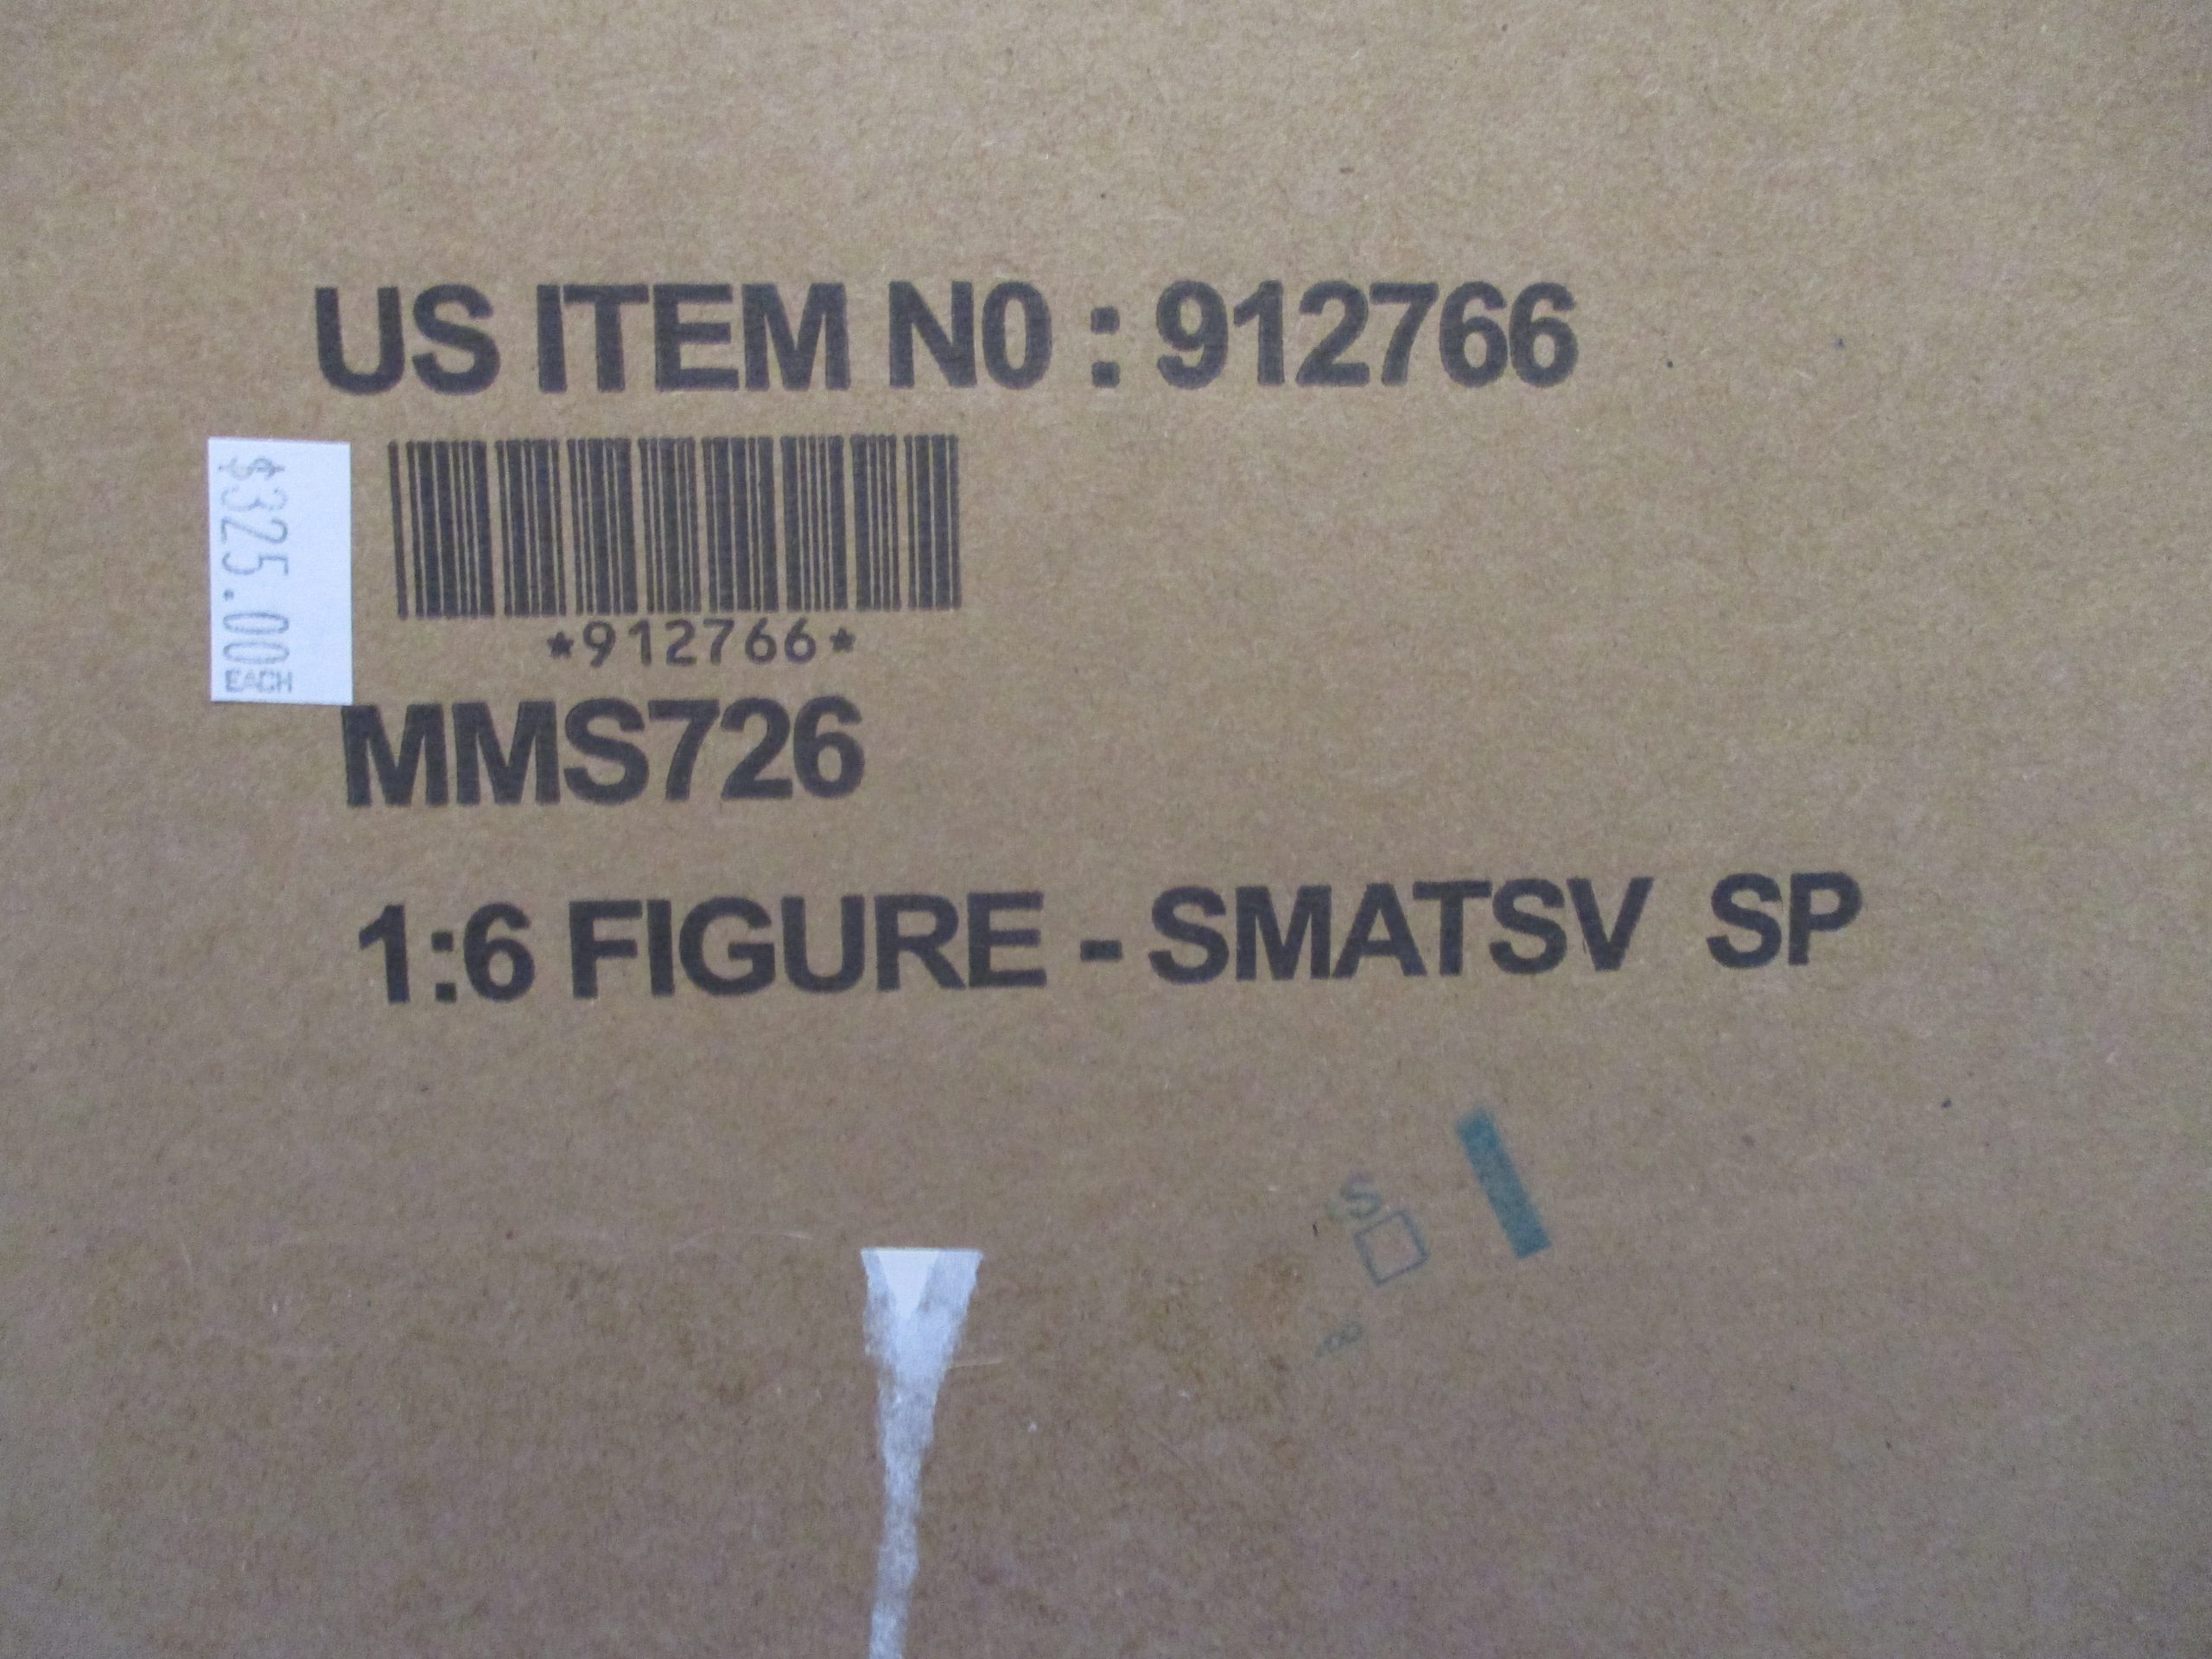 US ITEM N0 : 912766
$325.00
EACH
*912766*
MMS726
1:6 FIGURE - SMATSV SP
S